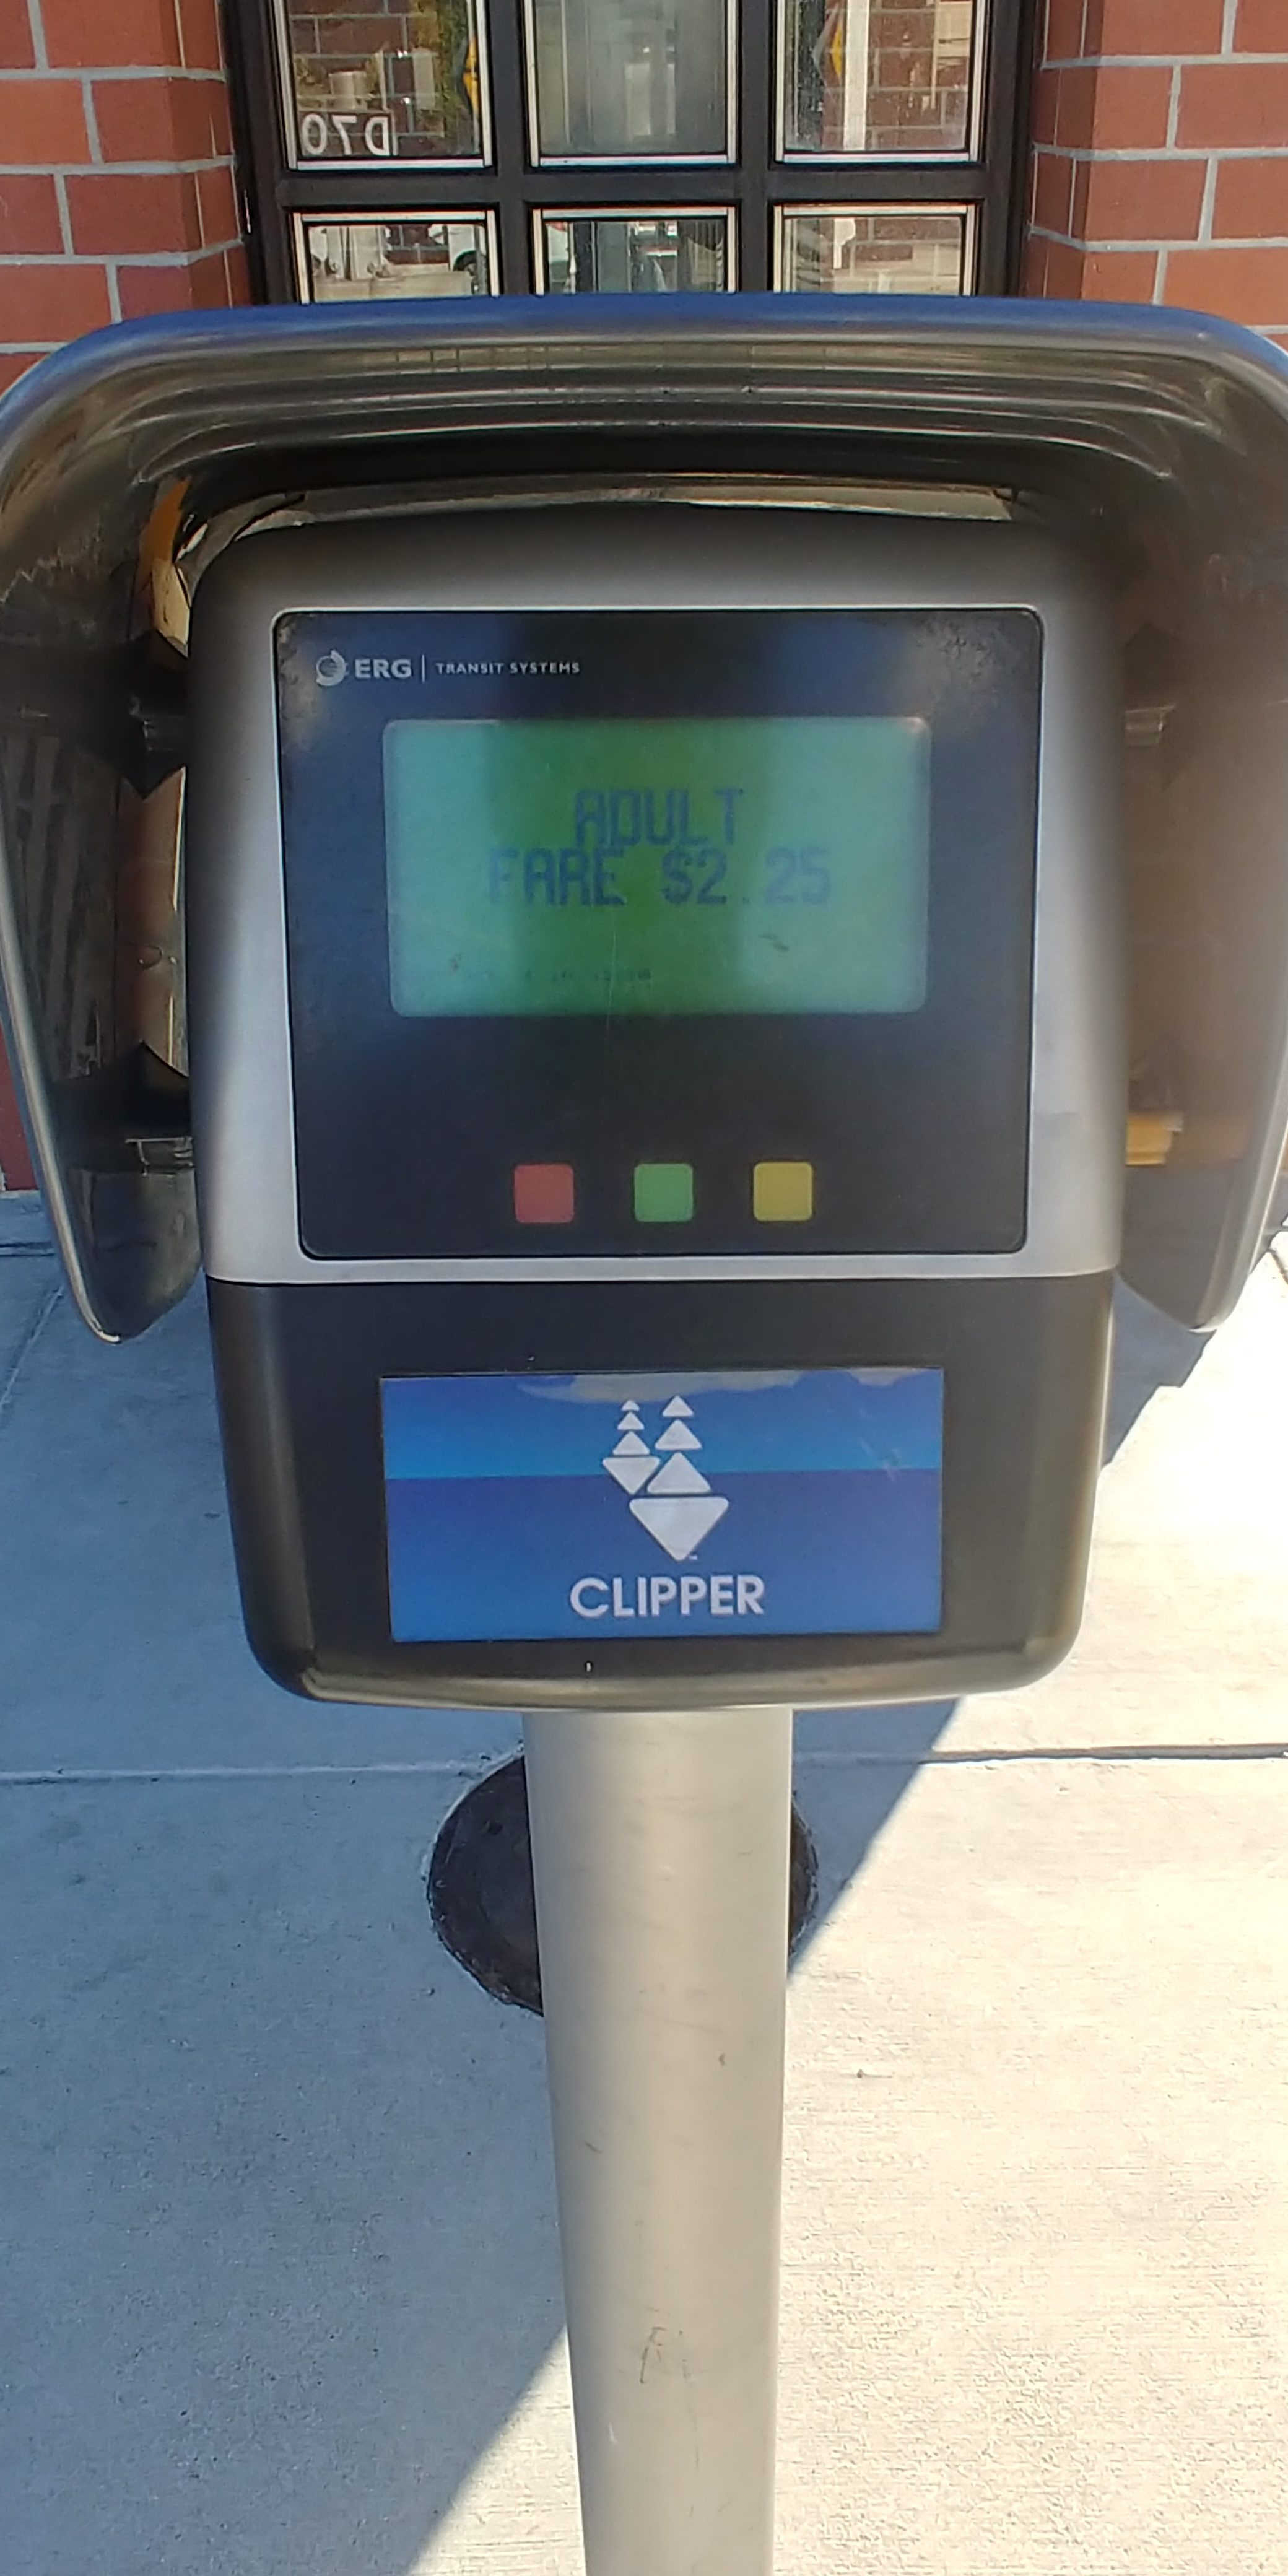 D70
ERG | TRANSIT SYSTEMS
ADULT
FARE $2.25
CLIPPER